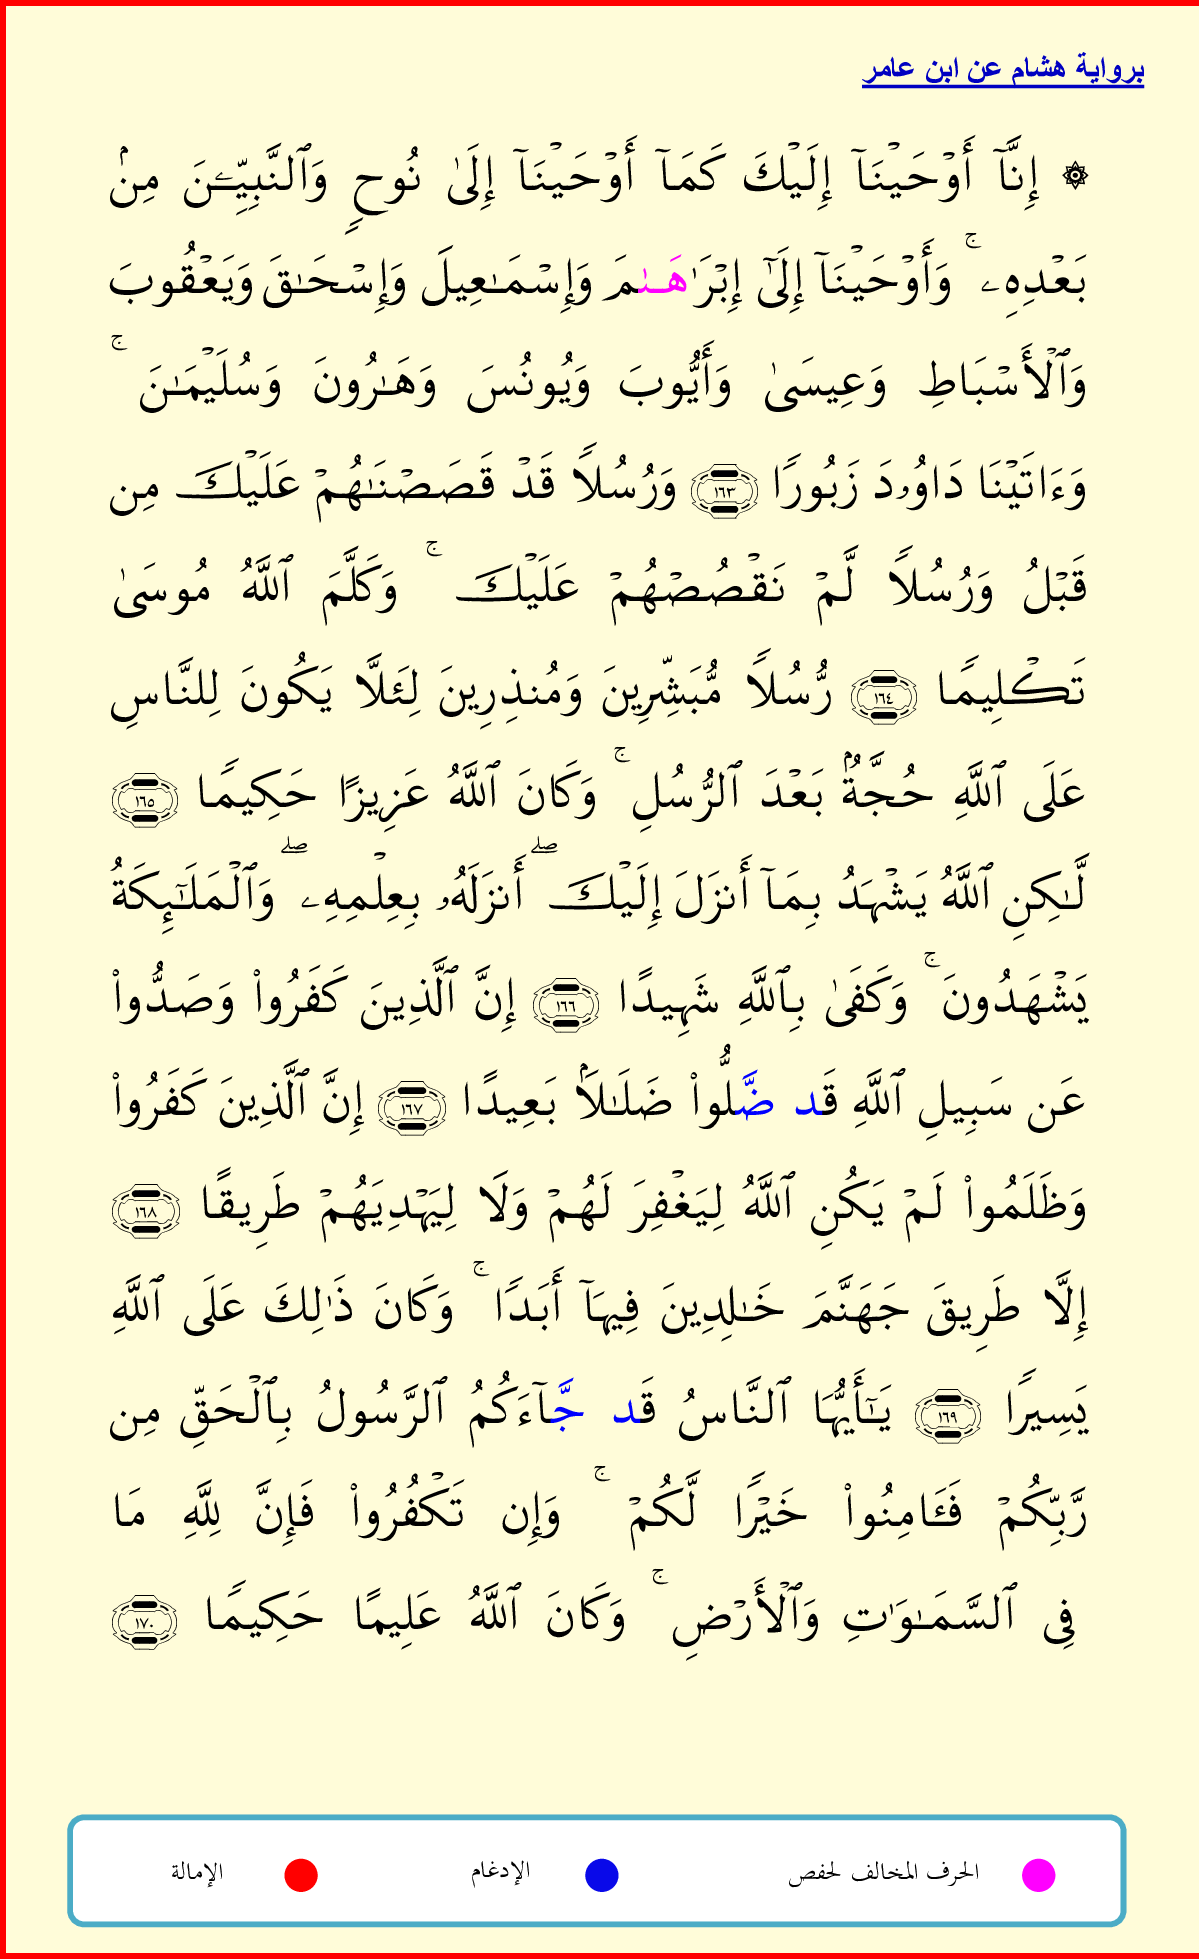 برواية هشام عن ابن عامر
۞ إِنَّآ أَوۡحَيۡنَآ إِلَيۡكَ كَمَآ أَوۡحَيۡنَآ إِلَىٰ نُوحٖ وَٱلنَّبِيِّـۧنَ مِنۢ
بَعۡدِهِۦۚ وَأَوۡحَيۡنَآ إِلَىٰٓ إِبۡرَٰهَـٰمَ وَإِسۡمَـٰعِيلَ وَإِسۡحَـٰقَ وَيَعۡقُوبَ
وَٱلۡأَسۡبَاطِ وَعِيسَىٰ وَأَيُّوبَ وَيُونُسَ وَهَـٰرُونَ وَسُلَيۡمَـٰنَۚ
وَءَاتَيۡنَا دَاوُۥدَ زَبُورٗا ١٦٣ وَرُسُلاً قَدۡ قَصَصۡنَـٰهُمۡ عَلَيۡكَ مِن
قَبۡلُ وَرُسُلاً لَّمۡ نَقۡصُصۡهُمۡ عَلَيۡكَۚ وَكَلَّمَ ٱللَّهُ مُوسَىٰ
تَكۡلِيمٗا ١٦٤ رُّسُلاً مُّبَشِّرِينَ وَمُنذِرِينَ لِئَلَّا يَكُونَ لِلنَّاسِ
عَلَى ٱللَّهِ حُجَّةُۢ بَعۡدَ ٱلرُّسُلِۚ وَكَانَ ٱللَّهُ عَزِيزًا حَكِيمٗا ١٦٥
لَّـٰكِنِ ٱللَّهُ يَشۡهَدُ بِمَآ أَنزَلَ إِلَيۡكَۖ أَنزَلَهُۥ بِعِلۡمِهِۦۖ وَٱلۡمَلَـٰٓئِكَةُ
يَشۡهَدُونَۚ وَكَفَىٰ بِٱللَّهِ شَهِيدًا ١٦٦ إِنَّ ٱلَّذِينَ كَفَرُواْ وَصَدُّواْ
عَن سَبِيلِ ٱللَّهِ قَد ضَّلُّواْ ضَلَـٰلَاۢ بَعِيدًا ١٦٧ إِنَّ ٱلَّذِينَ كَفَرُواْ
وَظَلَمُواْ لَمۡ يَكُنِ ٱللَّهُ لِيَغۡفِرَ لَهُمۡ وَلَا لِيَهۡدِيَهُمۡ طَرِيقًا ١٦٨
إِلَّا طَرِيقَ جَهَنَّمَ خَـٰلِدِينَ فِيهَآ أَبَدٗاۚ وَكَانَ ذَٰلِكَ عَلَى ٱللَّهِ
يَسِيرٗا ١٦٩ يَـٰٓأَيُّهَا ٱلنَّاسُ قَد جَّآءَكُمُ ٱلرَّسُولُ بِٱلۡحَقِّ مِن
رَّبِّكُمۡ فَـَٔامِنُواْ خَيۡرٗا لَّكُمۡۚ وَإِن تَكۡفُرُواْ فَإِنَّ لِلَّهِ مَا
فِى ٱلسَّمَـٰوَٰتِ وَٱلۡأَرۡضِۚ وَكَانَ ٱللَّهُ عَلِيمًا حَكِيمٗا ١٧٠
الحرف المخالف لحفص الإدغام الإمالة